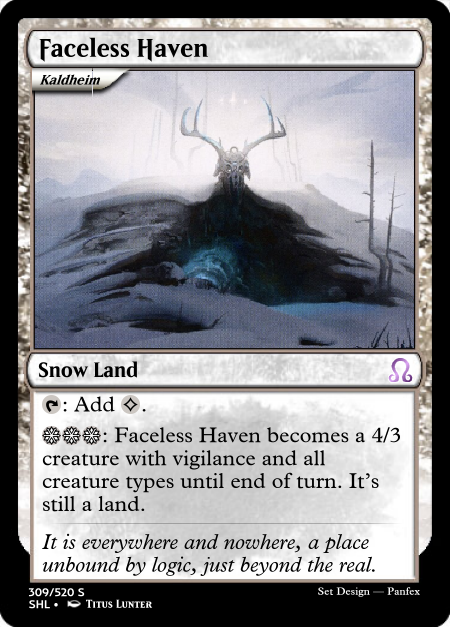 Faceless Haven
Kaldheim
Snow Land
: Add .
: Faceless Haven becomes a 4/3
creature with vigilance and all
creature types until end of turn. It's
still a land.
It is everywhere and nowhere, a place
unbound by logic, just beyond the real.
309/520 S
Set Design — Panfex
SHL • Titus Lunter